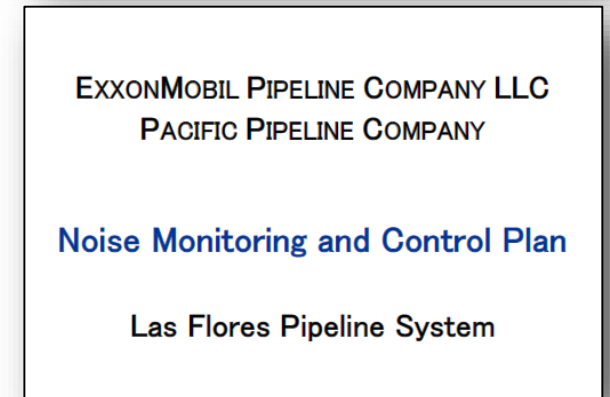 EXXONMOBIL PIPELINE COMPANY LLC
PACIFIC PIPELINE COMPANY
Noise Monitoring and Control Plan
Las Flores Pipeline System